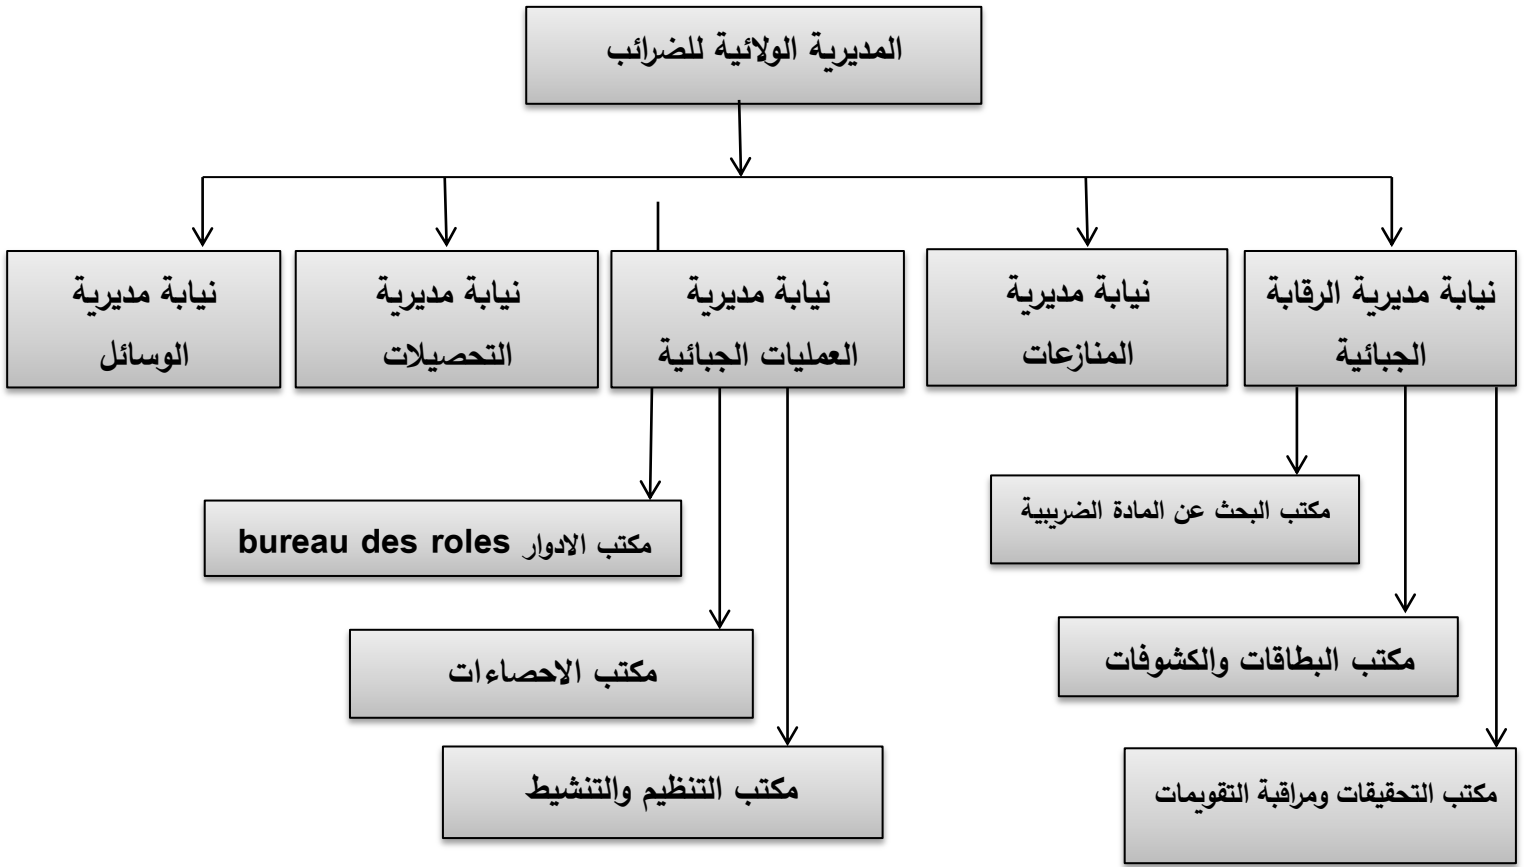 المديرية الولائية للضرائب
نيابة مديرية الرقابة
الجبائية
نيابة مديرية
المنازعات
نيابة مديرية
العمليات الجبائية
نيابة مديرية
التحصيلات
نيابة مديرية
الوسائل
مكتب البحث عن المادة الضريبية
مكتب البطاقات والكشوفات
مكتب التحقيقات ومراقبة التقويمات
مكتب الادوار bureau des roles
مكتب الاحصاءات
مكتب التنظيم والتنشيط